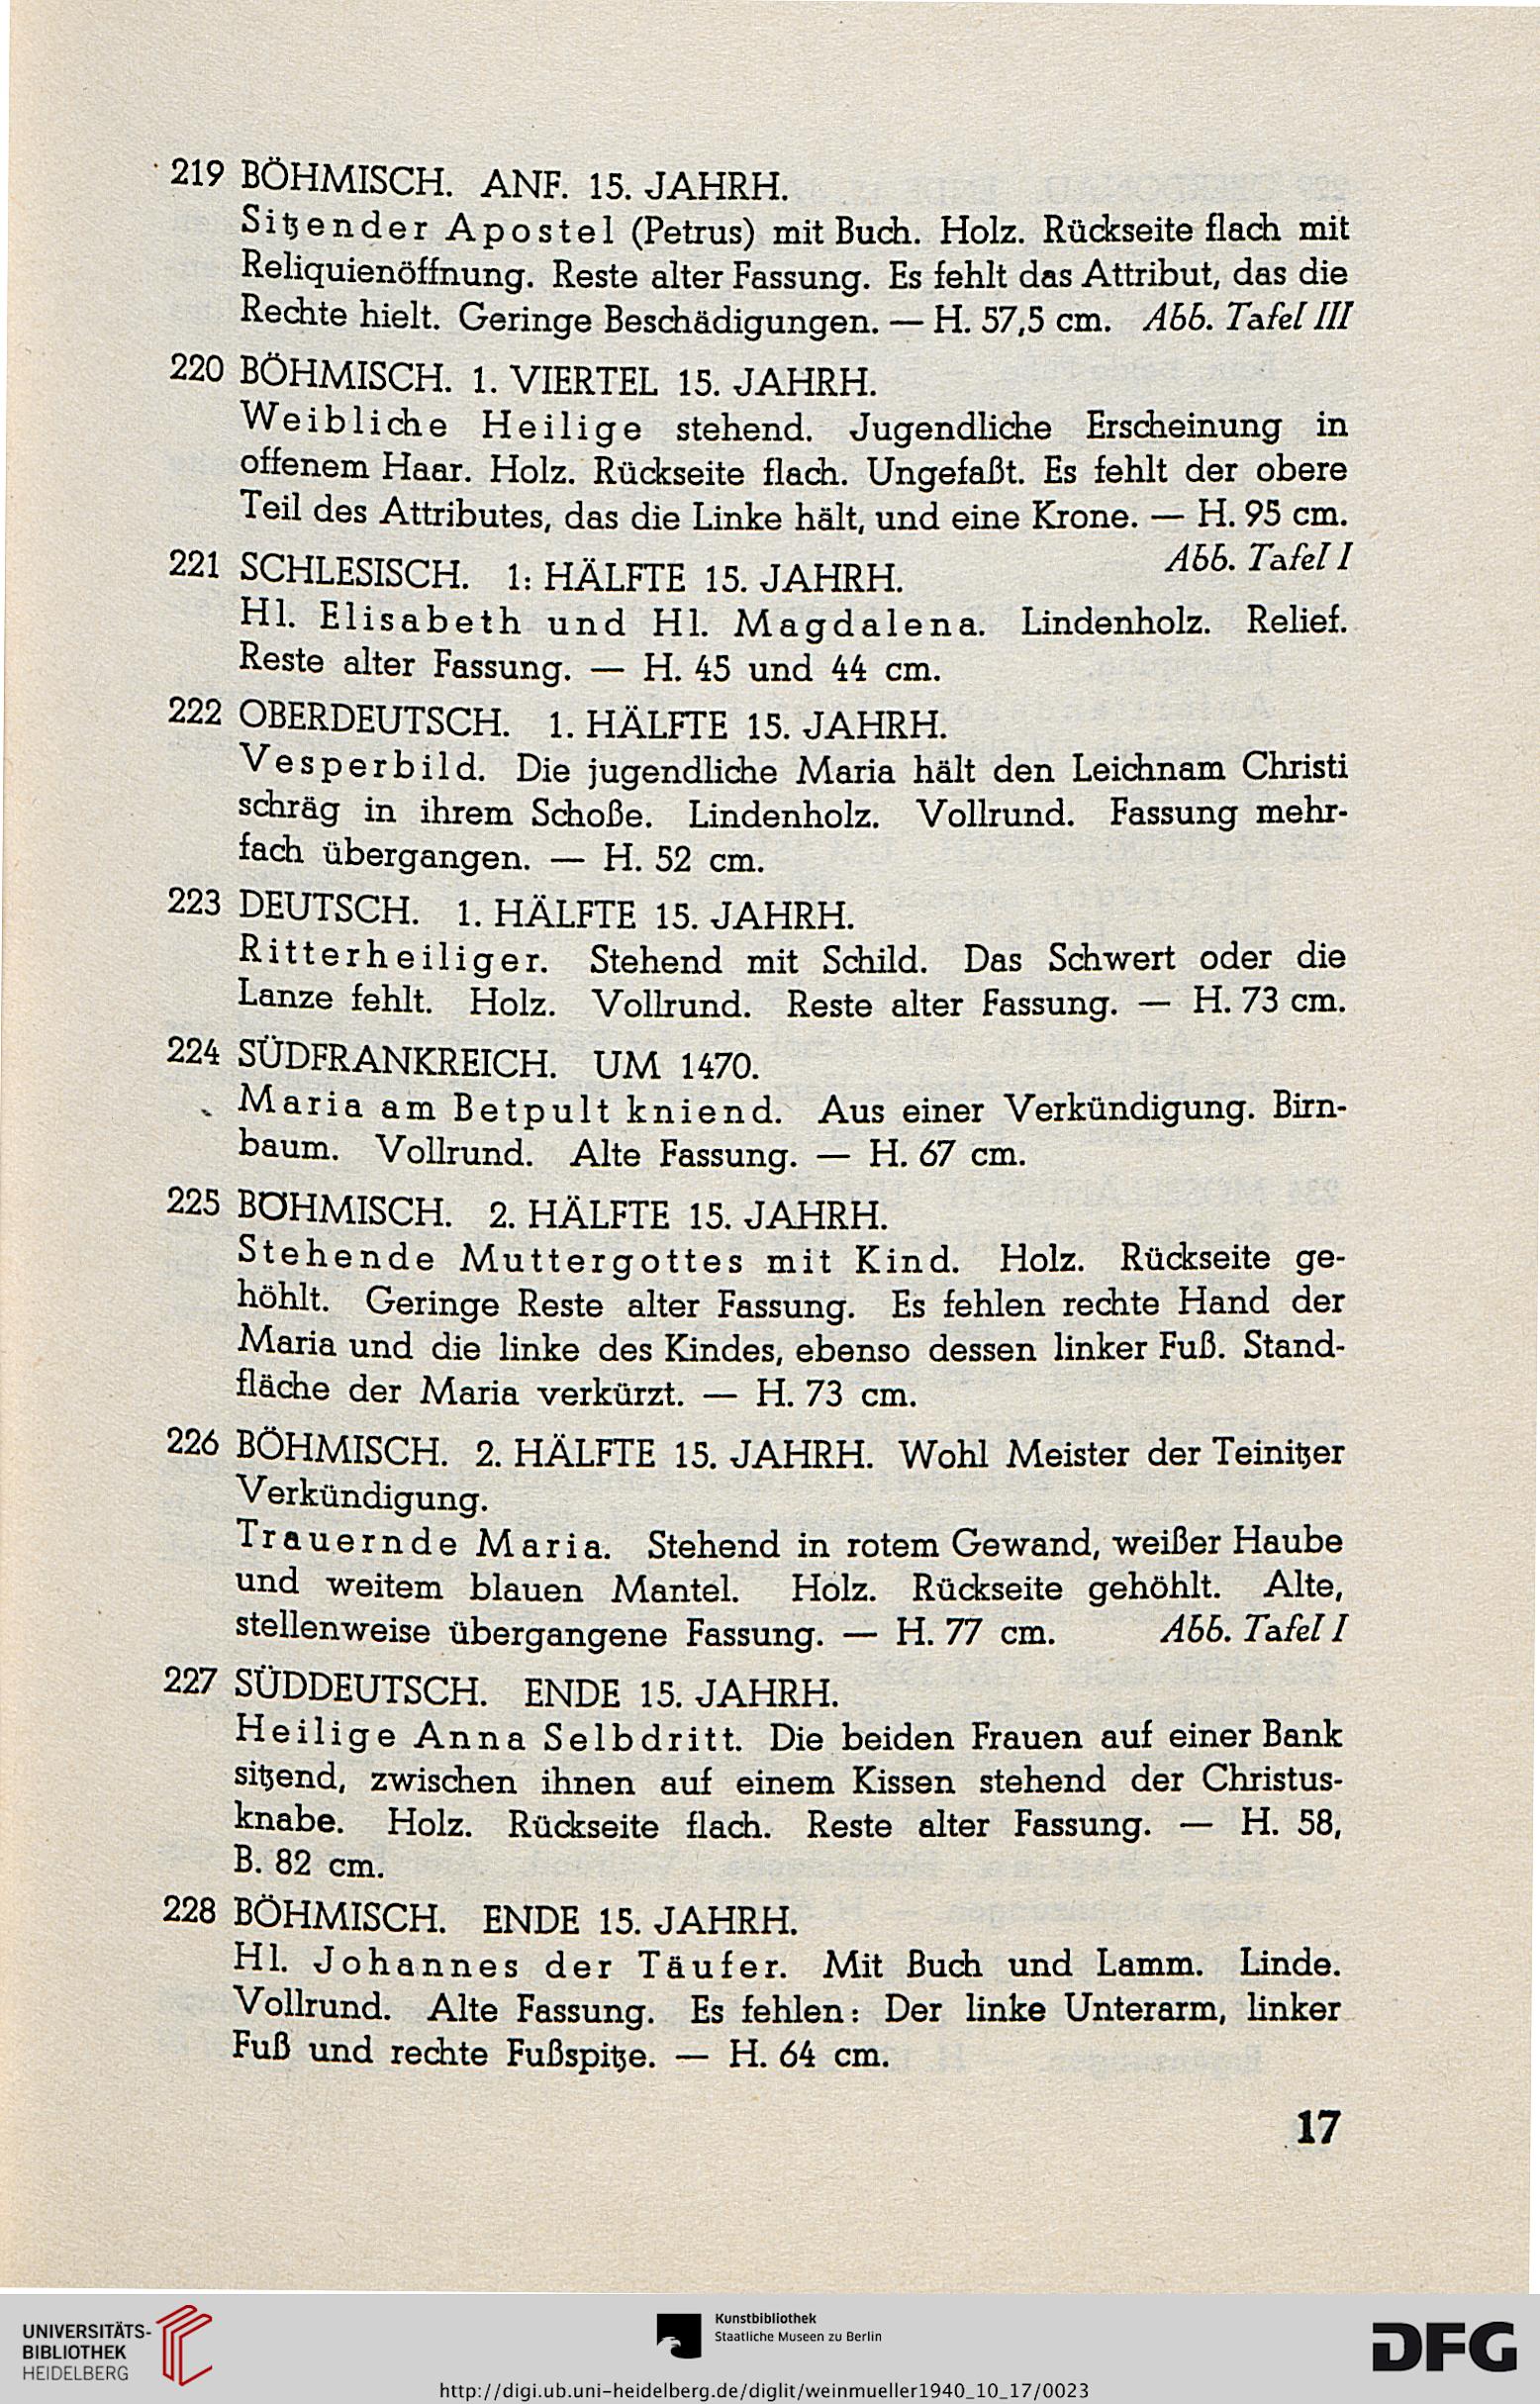 219 BÖHMISCH. ANF. 15. JAHRH.
Sitzender Apostel (Petrus) mit Buch. Holz. Rückseite flach mit
Reliquienöffnung. Reste alter Fassung. Es fehlt das Attribut, das die
Rechte hielt. Geringe Beschädigungen. — H. 57,5 cm. Abb. Tafel III
220 BÖHMISCH. 1. VIERTEL 15. JAHRH.
Weibliche Heilige stehend. Jugendliche Erscheinung in
offenem Haar. Holz. Rückseite flach. Ungefaßt. Es fehlt der obere
Teil des Attributes, das die Linke hält, und eine Krone. — H. 95 cm.
Abb. Tafel I
221 SCHLESISCH. 1: HÄLFTE 15. JAHRH.
Hl. Elisabeth und Hl. Magdalena. Lindenholz. Relief.
Reste alter Fassung. — H. 45 und 44 cm.
222 OBERDEUTSCH. 1. HÄLFTE 15. JAHRH.
Vesperbild. Die jugendliche Maria hält den Leichnam Christi
schräg in ihrem Schoße. Lindenholz. Vollrund. Fassung mehr-
fach übergangen. — H. 52 cm.
223 DEUTSCH. 1. HÄLFTE 15. JAHRH.
Ritterheiliger. Stehend mit Schild. Das Schwert oder die
Lanze fehlt. Holz. Vollrund. Reste alter Fassung. — H. 73 cm.
224 SÜDFRANKREICH. UM 1470.
Maria am Betpult kniend. Aus einer Verkündigung. Birn-
baum. Vollrund. Alte Fassung. — H. 67 cm.
225 BÖHMISCH. 2. HÄLFTE 15. JAHRH.
Stehende Muttergottes mit Kind. Holz. Rückseite ge-
höhlt. Geringe Reste alter Fassung. Es fehlen rechte Hand der
Maria und die linke des Kindes, ebenso dessen linker Fuß. Stand-
fläche der Maria verkürzt. — H. 73 cm.
226 BÖHMISCH. 2. HÄLFTE 15. JAHRH. Wohl Meister der Teinitzer
Verkündigung.
Trauernde Maria. Stehend in rotem Gewand, weißer Haube
und weitem blauen Mantel. Holz. Rückseite gehöhlt. Alte,
stellenweise übergangene Fassung. — H. 77 cm. Abb. Tafel I
227 SÜDDEUTSCH. ENDE 15. JAHRH.
Heilige Anna Selbdritt. Die beiden Frauen auf einer Bank
sitzend, zwischen ihnen auf einem Kissen stehend der Christus-
knabe. Holz. Rückseite flach. Reste alter Fassung. — H. 58,
B. 82 cm.
228 BÖHMISCH. ENDE 15. JAHRH.
Hl. Johannes der Täufer. Mit Buch und Lamm. Linde.
Vollrund. Alte Fassung. Es fehlen: Der linke Unterarm, linker
Fuß und rechte Fußspitze. — H. 64 cm.
17
UNIVERSITÄTS-
BIBLIOTHEK
HEIDELBERG
Kunstbibliothek
Staatliche Museen zu Berlin
DFG
http://digi.ub.uni-heidelberg.de/diglit/weinmueller1940_10_17/0023